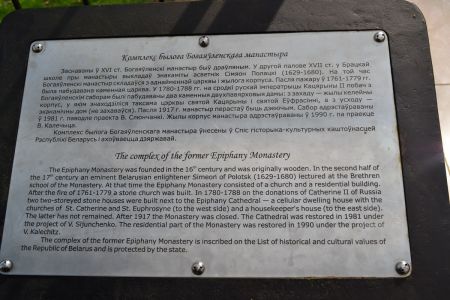 Комплекс былога Богаяўленскага манастыра
Заснаваны ў XVI ст. Богаяўленскі манастыр быў драўляным. У другой палове XVII ст. у Брацкай
школе пры манастыры выкладаў знакаміты асветнік Сімяон Полацкі (1629-1680). На той час
Богаяўленскі манастыр складаўся з аднайменнай царквы і жылога корпуса. Пасля пажару ў 1761-1779 гг.
была пабудавана каменная царква. У 1780-1788 гг. на сродкі рускай імператрыцы Кацярыны II побач з
Богаяўленскім саборам былі пабудаваны два каменныя двухпавярховыя дамы: з захаду — жылы келейны
корпус, у якім знаходзіліся таксама царквы святой Кацярыны і святой Еўфрасінні, а з усходу —
эканомскі дом (не захаваўся). Пасля 1917 г. манастыр перастаў быць дзеючым. Сабор адрэстаўрыраваны
ў 1981 г. паводле праекта В. Слюнчанкі. Жылы корпус манастыра адрэстаўрыраваны ў 1990 г. па праекце
В. Калечыца.
Комплекс былога Богаяўленскага манастыра ўнесены ў Спіс гісторыка-культурных каштоўнасцей
Рэспублікі Беларусь і ахоўваецца дзяржавай.
The complex of the former Epiphany Monastery
The Epiphany Monastery was founded in the 16th century and was originally wooden. In the second half of
the 17th century an eminent Belarusian enlightener Simeon of Polotsk (1629-1680) lectured at the Brethren
school of the Monastery. At that time the Epiphany Monastery consisted of a church and a residential building.
After the fire of 1761-1779 a stone church was built. In 1780-1788 on the donations of Catherine II of Russia
two two-storeyed stone houses were built next to the Epiphany Cathedral — a cellular dwelling house with the
churches of St. Catherine and St. Euphrosyne (to the west side) and a housekeeper's house (to the east side).
The latter has not remained. After 1917 the Monastery was closed. The Cathedral was restored in 1981 under
the project of V. Sljunchenko. The residential part of the Monastery was restored in 1990 under the project of
V. Kalechitz.
The complex of the former Epiphany Monastery is inscribed on the List of historical and cultural values of
the Republic of Belarus and is protected by the state.